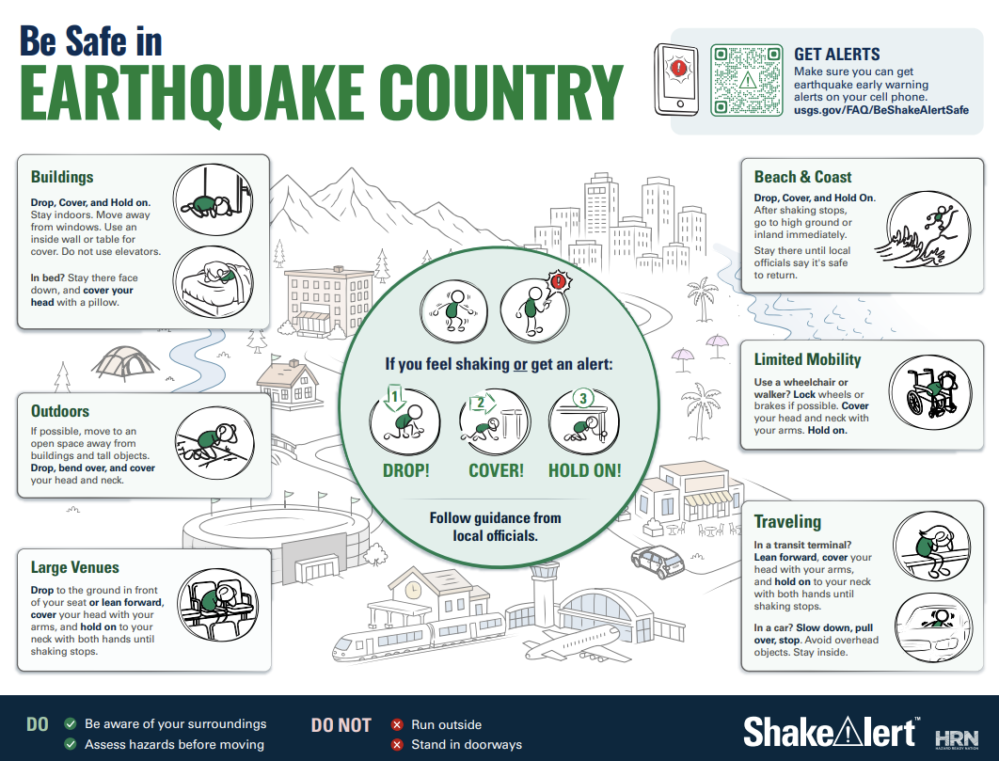 Be Safe in
EARTHQUAKE COUNTRY
GET ALERTS
Make sure you can get
earthquake early warning
alerts on your cell phone.
usgs.gov/FAQ/BeShakeAlertSafe
Buildings
Drop, Cover, and Hold on.
Stay indoors. Move away
from windows. Use an
inside wall or table for
cover. Do not use elevators.
In bed? Stay there face
down, and cover your
head with a pillow.
Outdoors
If possible, move to an
open space away from
buildings and tall objects.
Drop, bend over, and cover
your head and neck.
Large Venues
Drop to the ground in front
of your seat or lean forward,
cover your head with your
arms, and hold on to your
neck with both hands until
shaking stops.
If you feel shaking or get an alert:
1
2
3
DROP!
COVER!
HOLD ON!
Follow guidance from
local officials.
Beach & Coast
Drop, Cover, and Hold On.
After shaking stops,
go to high ground or
inland immediately.
Stay there until local
officials say it's safe
to return.
Limited Mobility
Use a wheelchair or
walker? Lock wheels or
brakes if possible. Cover
your head and neck with
your arms. Hold on.
Traveling
In a transit terminal?
Lean forward, cover your
head with your arms,
and hold on to your neck
with both hands until
shaking stops.
In a car? Slow down, pull
over, stop. Avoid overhead
objects. Stay inside.
DO
Be aware of your surroundings
Assess hazards before moving
DO NOT
Run outside
Stand in doorways
ShakeAlert™
HRN
HAZARD READY NATION